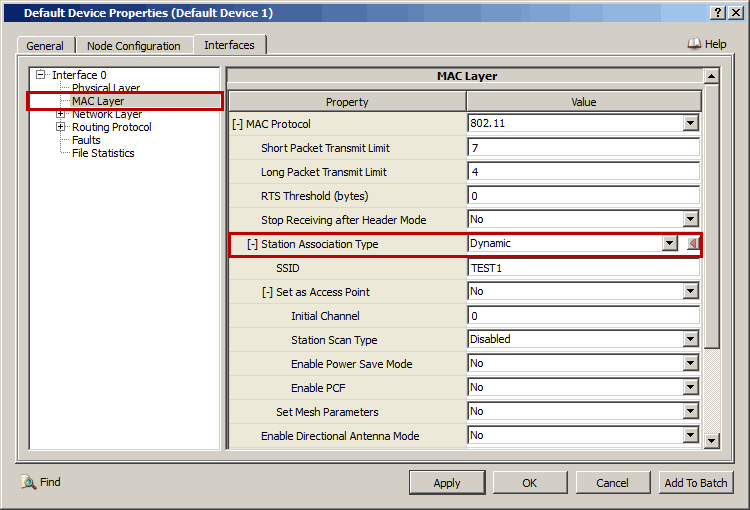 Default Device Properties (Default Device 1)
General Node Configuration Interfaces Help
Interface 0
Physical Layer
MAC Layer
Network Layer
Routing Protocol
Faults
File Statistics
MAC Layer
Property Value
[-] MAC Protocol 802.11
Short Packet Transmit Limit 7
Long Packet Transmit Limit 4
RTS Threshold (bytes) 0
Stop Receiving after Header Mode No
[-] Station Association Type Dynamic
SSID TEST1
[-] Set as Access Point No
Initial Channel 0
Station Scan Type Disabled
Enable Power Save Mode No
Enable PCF No
Set Mesh Parameters No
Enable Directional Antenna Mode No
Find Apply OK Cancel Add To Batch